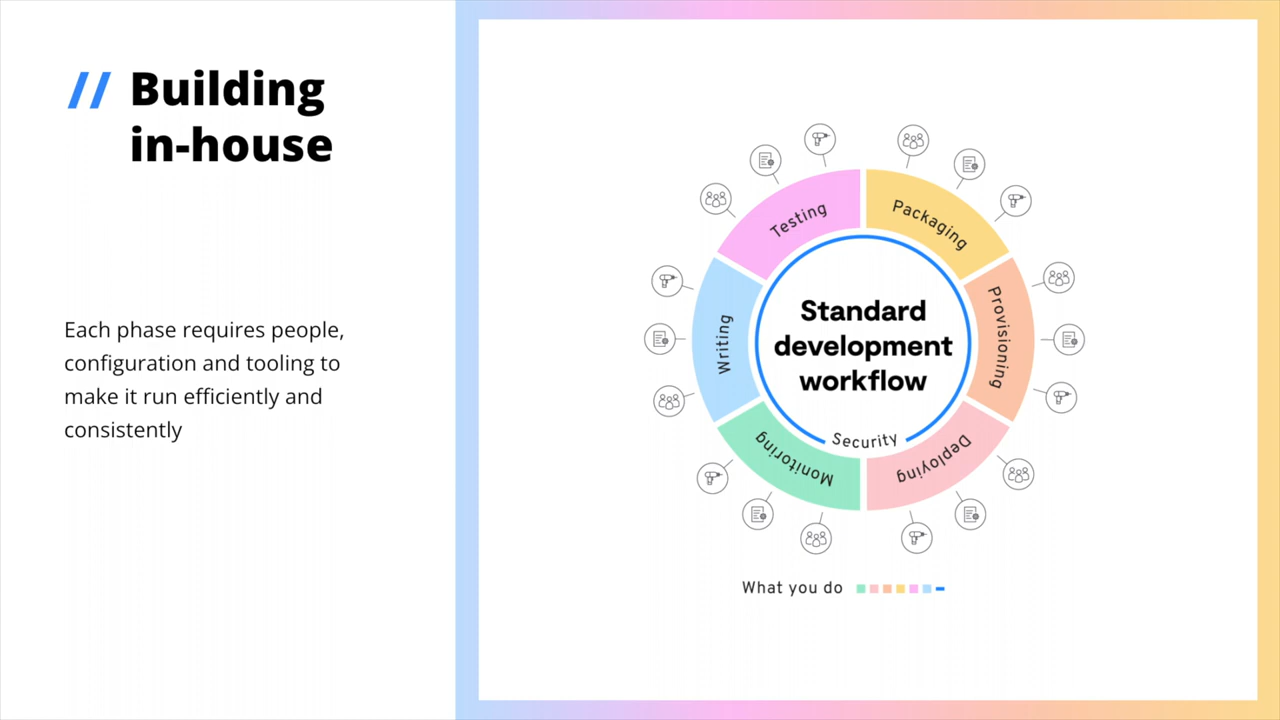 // Building
in-house
Each phase requires people,
configuration and tooling to
make it run efficiently and
consistently
Testing
Packaging
Writing
Provisioning
Standard
development
workflow
Security
Monitoring
Deploying
What you do